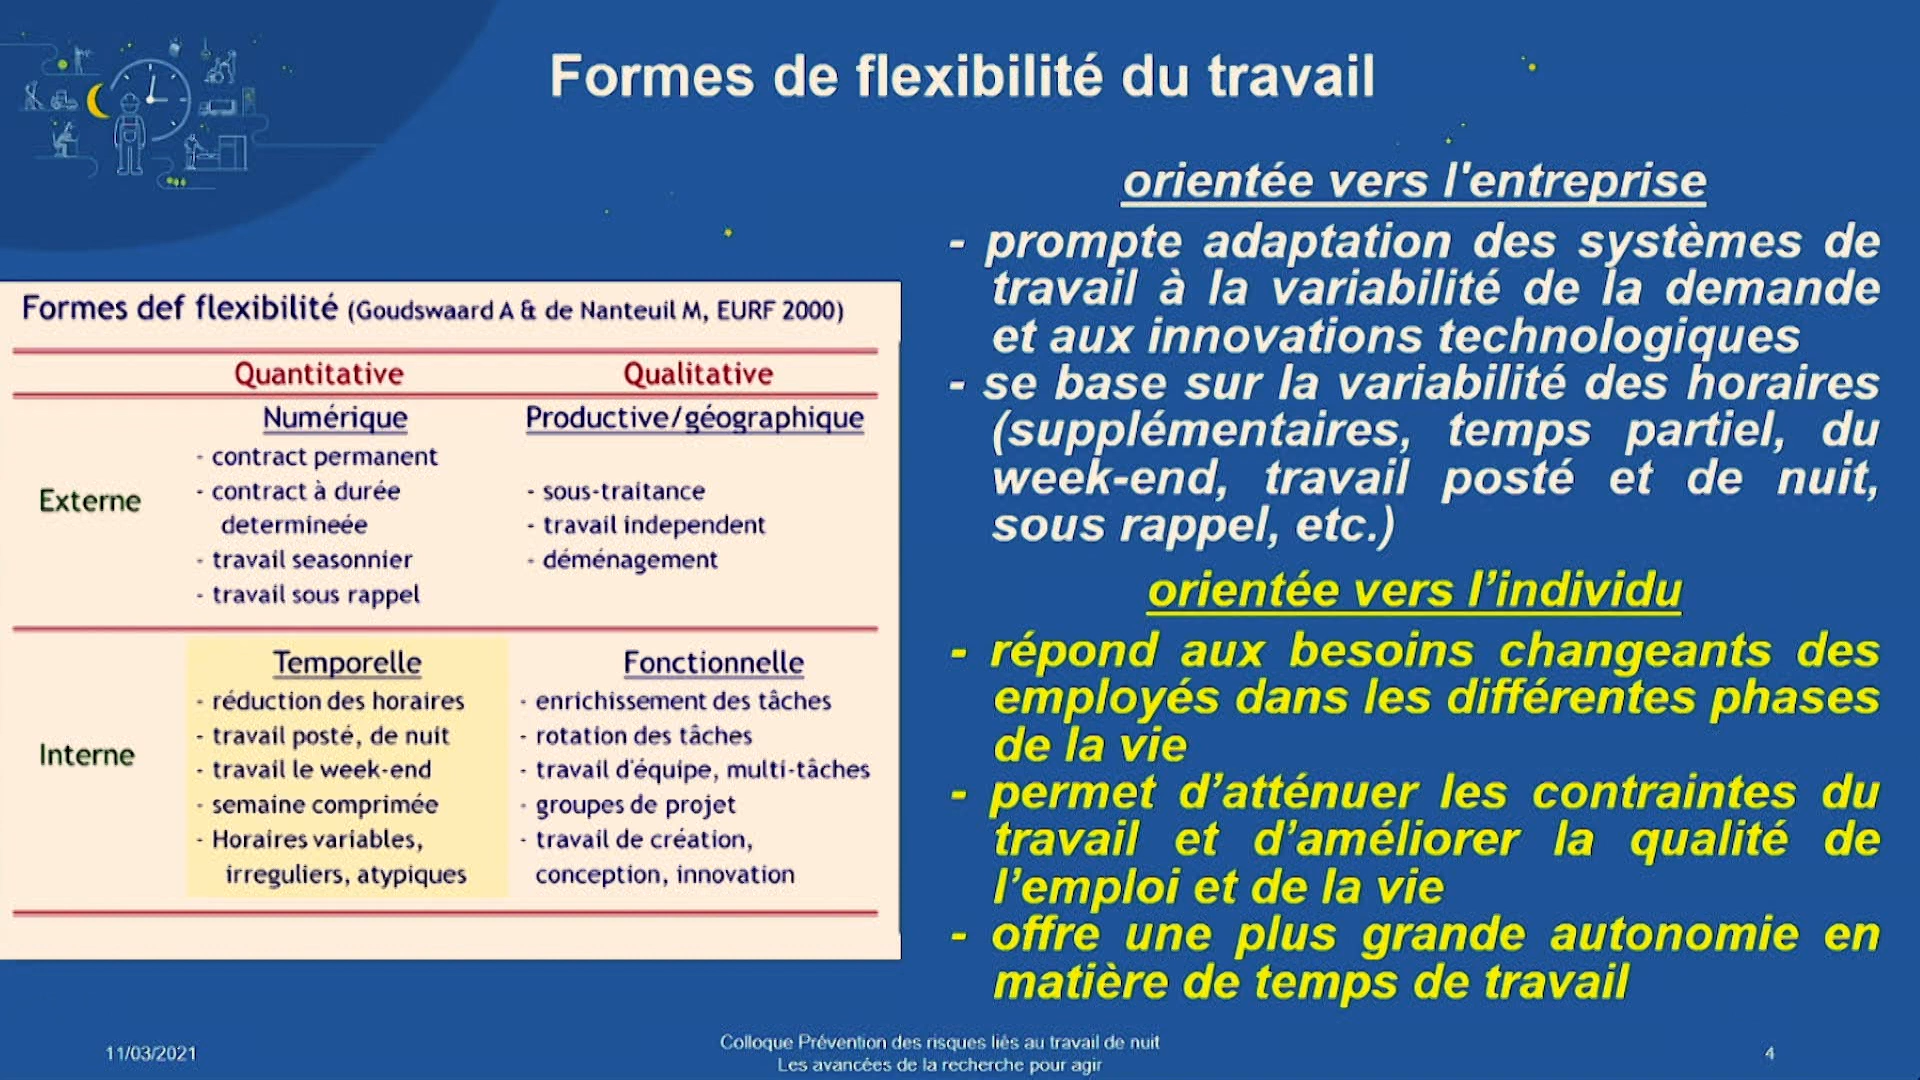 Formes de flexibilité du travail
Formes def flexibilité (Goudswaard A & de Nanteuil M, EURF 2000)
Quantitative Qualitative
Numérique Productive/géographique
Externe
- contract permanent
- contract à durée
determineée
- travail seasonnier
- travail sous rappel
- sous-traitance
- travail independent
- déménagement
Temporelle Fonctionnelle
Interne
- réduction des horaires
- travail posté, de nuit
- travail le week-end
- semaine comprimée
- Horaires variables,
irreguliers, atypiques
- enrichissement des tâches
- rotation des tâches
- travail d'équipe, multi-tâches
- groupes de projet
- travail de création,
conception, innovation
orientée vers l'entreprise
- prompte adaptation des systèmes de
travail à la variabilité de la demande
et aux innovations technologiques
- se base sur la variabilité des horaires
(supplémentaires, temps partiel, du
week-end, travail posté et de nuit,
sous rappel, etc.)
orientée vers l’individu
- répond aux besoins changeants des
employés dans les différentes phases
de la vie
- permet d’atténuer les contraintes du
travail et d’améliorer la qualité de
l’emploi et de la vie
- offre une plus grande autonomie en
matière de temps de travail
11/03/2021
Colloque Prévention des risques liés au travail de nuit
Les avancées de la recherche pour agir
4